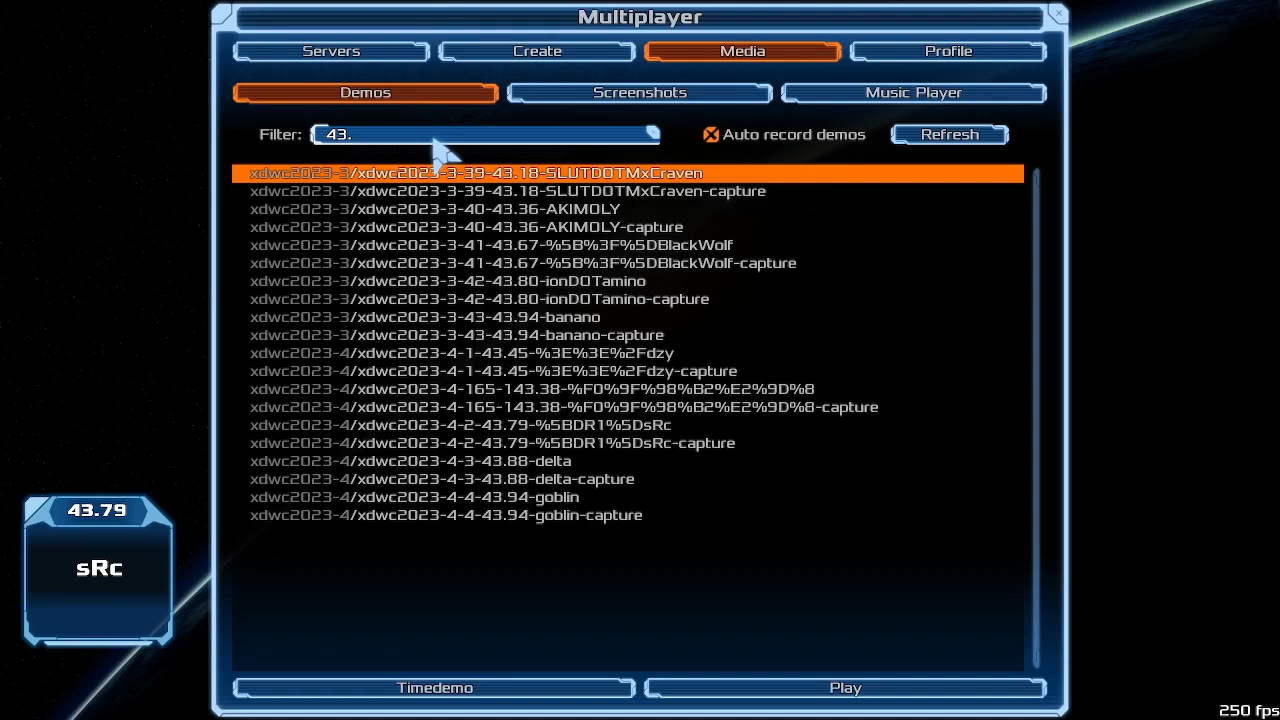 Multiplayer
Servers Create Media Profile
Demos Screenshots Music Player
Filter: 43. Auto record demos Refresh
xdwc2023-3/xdwc2023-3-39-43.18-SLUTDOTMxCraven
xdwc2023-3/xdwc2023-3-39-43.18-SLUTDOTMxCraven-capture
xdwc2023-3/xdwc2023-3-40-43.36-AKIMOLY
xdwc2023-3/xdwc2023-3-40-43.36-AKIMOLY-capture
xdwc2023-3/xdwc2023-3-41-43.67-%5B%3F%5DBlackWolf
xdwc2023-3/xdwc2023-3-41-43.67-%5B%3F%5DBlackWolf-capture
xdwc2023-3/xdwc2023-3-42-43.80-ionDOTamino
xdwc2023-3/xdwc2023-3-42-43.80-ionDOTamino-capture
xdwc2023-3/xdwc2023-3-43-43.94-banano
xdwc2023-3/xdwc2023-3-43-43.94-banano-capture
xdwc2023-4/xdwc2023-4-1-43.45-%3E%3E%2Fdzy
xdwc2023-4/xdwc2023-4-1-43.45-%3E%3E%2Fdzy-capture
xdwc2023-4/xdwc2023-4-165-143.38-%F0%9F%98%B2%E2%9D%8
xdwc2023-4/xdwc2023-4-165-143.38-%F0%9F%98%B2%E2%9D%8-capture
xdwc2023-4/xdwc2023-4-2-43.79-%5BDR1%5DsRc
xdwc2023-4/xdwc2023-4-2-43.79-%5BDR1%5DsRc-capture
xdwc2023-4/xdwc2023-4-3-43.88-delta
xdwc2023-4/xdwc2023-4-3-43.88-delta-capture
xdwc2023-4/xdwc2023-4-4-43.94-goblin
xdwc2023-4/xdwc2023-4-4-43.94-goblin-capture
43.79
sRc
Timedemo Play
250 fps